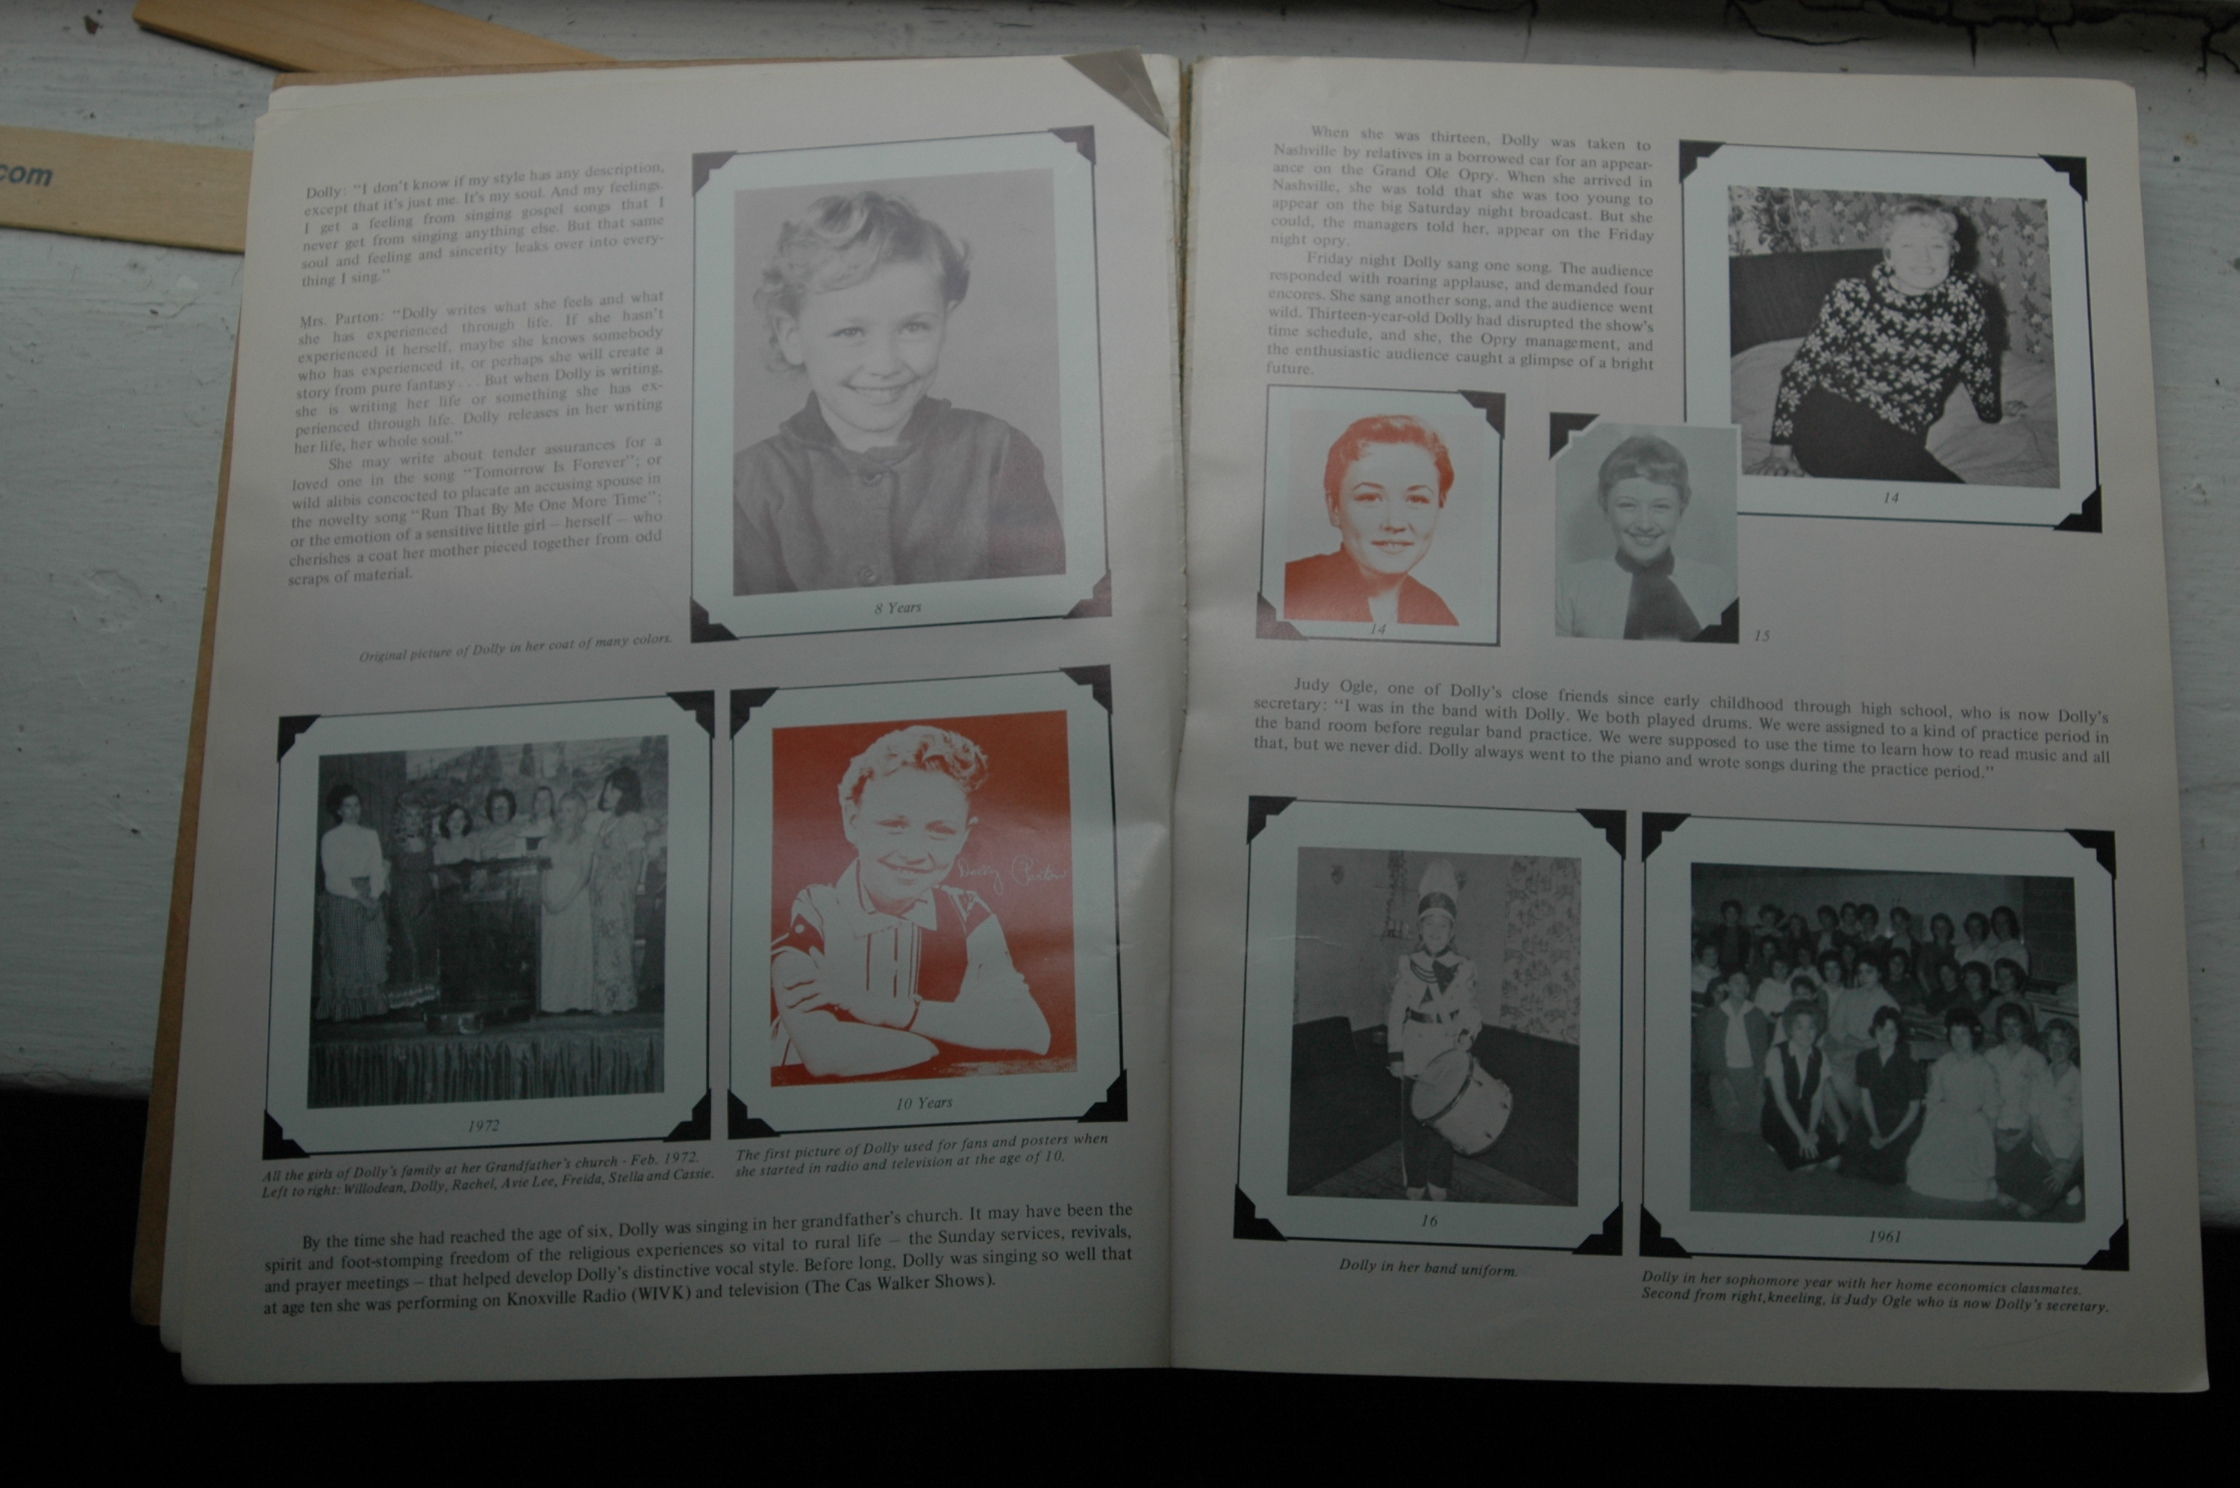 Dolly: "I don't know if my style has any description,
except that it's just me. It's my soul. And my feelings.
I get a feeling from singing gospel songs that I
never get from singing anything else. But that same
soul and feeling and sincerity leaks over into every-
thing I sing."
Mrs. Parton: "Dolly writes what she feels and what
she has experienced through life. If she hasn't
experienced it herself, maybe she knows somebody
who has experienced it, or perhaps she will create a
story from pure fantasy. . . But when Dolly is writing,
she is writing her life or something she has ex-
perienced through life. Dolly releases in her writing
her life, her whole soul."
She may write about tender assurances for a
loved one in the song "Tomorrow Is Forever"; or
wild alibis concocted to placate an accusing spouse in
the novelty song "Run That By Me One More Time";
or the emotion of a sensitive little girl – herself – who
cherishes a coat her mother pieced together from odd
scraps of material.
8 Years
Original picture of Dolly in her coat of many colors.
1972
All the girls of Dolly's family at her Grandfather's church - Feb. 1972.
Left to right: Willodean, Dolly, Rachel, Avie Lee, Freida, Stella and Cassie.
Dolly Parton
10 Years
The first picture of Dolly used for fans and posters when
she started in radio and television at the age of 10.
By the time she had reached the age of six, Dolly was singing in her grandfather's church. It may have been the
spirit and foot-stomping freedom of the religious experiences so vital to rural life – the Sunday services, revivals,
and prayer meetings – that helped develop Dolly's distinctive vocal style. Before long, Dolly was singing so well that
at age ten she was performing on Knoxville Radio (WIVK) and television (The Cas Walker Shows).
When she was thirteen, Dolly was taken to
Nashville by relatives in a borrowed car for an appear-
ance on the Grand Ole Opry. When she arrived in
Nashville, she was told that she was too young to
appear on the big Saturday night broadcast. But she
could, the managers told her, appear on the Friday
night opry.
Friday night Dolly sang one song. The audience
responded with roaring applause, and demanded four
encores. She sang another song, and the audience went
wild. Thirteen-year-old Dolly had disrupted the show's
time schedule, and she, the Opry management, and
the enthusiastic audience caught a glimpse of a bright
future.
14
14
15
Judy Ogle, one of Dolly's close friends since early childhood through high school, who is now Dolly's
secretary: "I was in the band with Dolly. We both played drums. We were assigned to a kind of practice period in
the band room before regular band practice. We were supposed to use the time to learn how to read music and all
that, but we never did. Dolly always went to the piano and wrote songs during the practice period."
16
Dolly in her band uniform.
1961
Dolly in her sophomore year with her home economics classmates.
Second from right, kneeling, is Judy Ogle who is now Dolly's secretary.
com